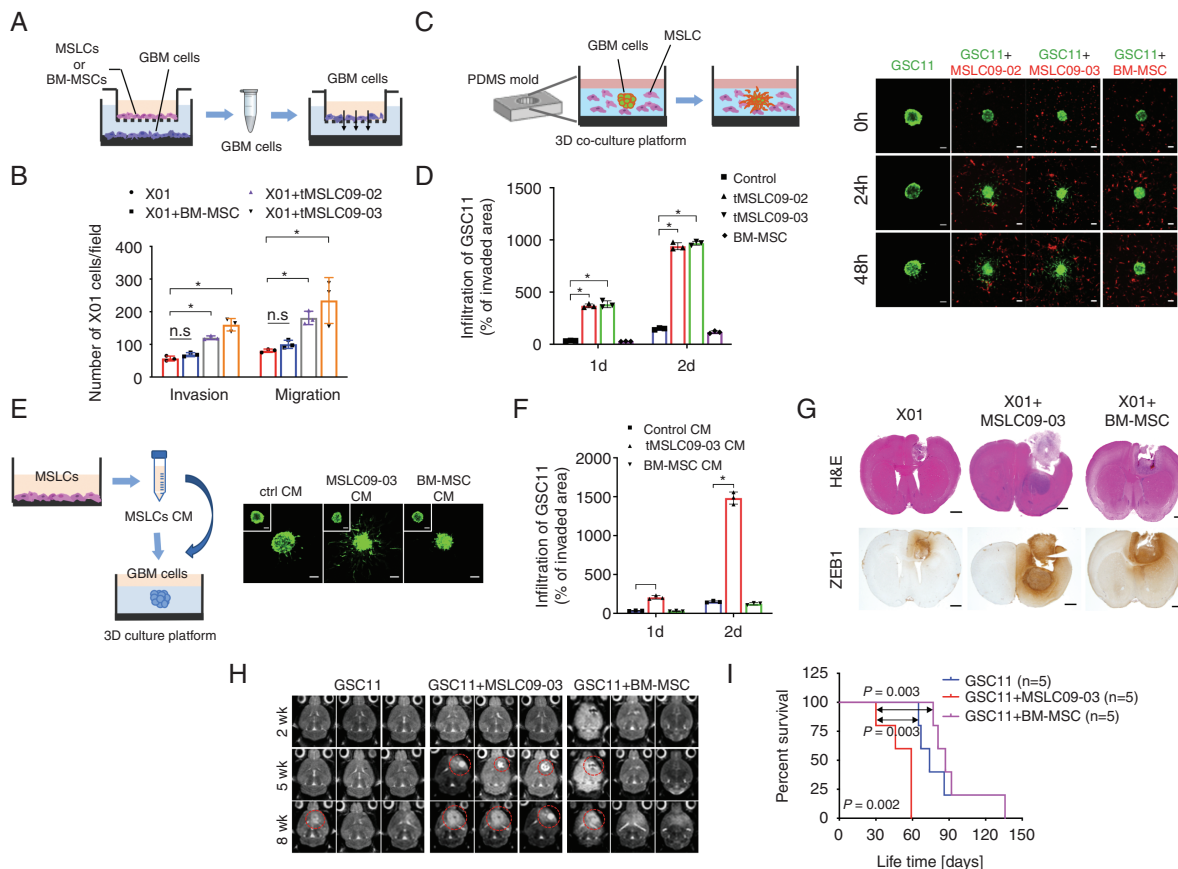 A
MSLCs
or
BM-MSCs
GBM cells
GBM cells
GBM cells
B
X01
X01+BM-MSC
X01+tMSLC09-02
X01+tMSLC09-03
Number of X01 cells/field
400
300
200
100
0
n.s
n.s
*
*
*
*
Invasion
Migration
C
GBM cells
MSLC
PDMS mold
3D co-culture platform
GSC11
GSC11+
MSLC09-02
GSC11+
MSLC09-03
GSC11+
BM-MSC
0h
24h
48h
D
Control
tMSLC09-02
tMSLC09-03
BM-MSC
Infiltration of GSC11
(% of invaded area)
1500
1000
500
0
*
*
*
*
1d
2d
E
MSLCs
MSLCs CM
GBM cells
3D culture platform
ctrl CM
MSLC09-03
CM
BM-MSC
CM
F
Control CM
tMSLC09-03 CM
BM-MSC CM
Infiltration of GSC11
(% of invaded area)
2000
1500
1000
500
0
*
1d
2d
G
X01
X01+
MSLC09-03
X01+
BM-MSC
H&E
ZEB1
H
GSC11
GSC11+MSLC09-03
GSC11+BM-MSC
2 wk
5 wk
8 wk
I
GSC11 (n=5)
GSC11+MSLC09-03 (n=5)
GSC11+BM-MSC (n=5)
Percent survival
125
100
75
50
25
0
P = 0.003
P = 0.003
P = 0.002
0
30
60
90
120
150
Life time [days]